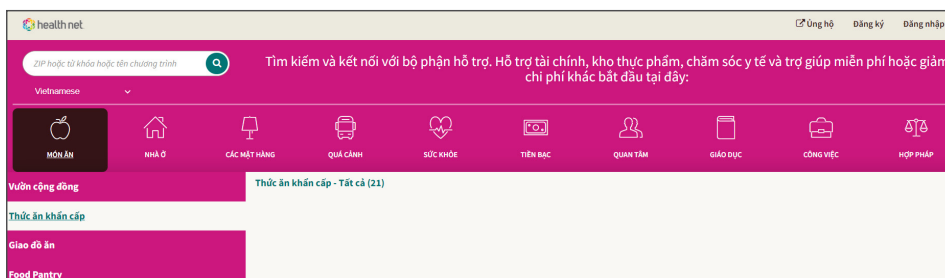 health net
Ủng hộ Đăng ký Đăng nhập
ZIP hoặc từ khóa hoặc tên chương trình
Vietnamese
Tìm kiếm và kết nối với bộ phận hỗ trợ. Hỗ trợ tài chính, kho thực phẩm, chăm sóc y tế và trợ giúp miễn phí hoặc giảm
chi phí khác bắt đầu tại đây:
MÓN ĂN NHÀ Ở CÁC MẶT HÀNG QUÁ CẢNH SỨC KHỎE TIỀN BẠC QUAN TÂM GIÁO DỤC CÔNG VIỆC HỢP PHÁP
Vườn cộng đồng
Thức ăn khẩn cấp
Giao đồ ăn
Food Pantry
Thức ăn khẩn cấp - Tất cả (21)